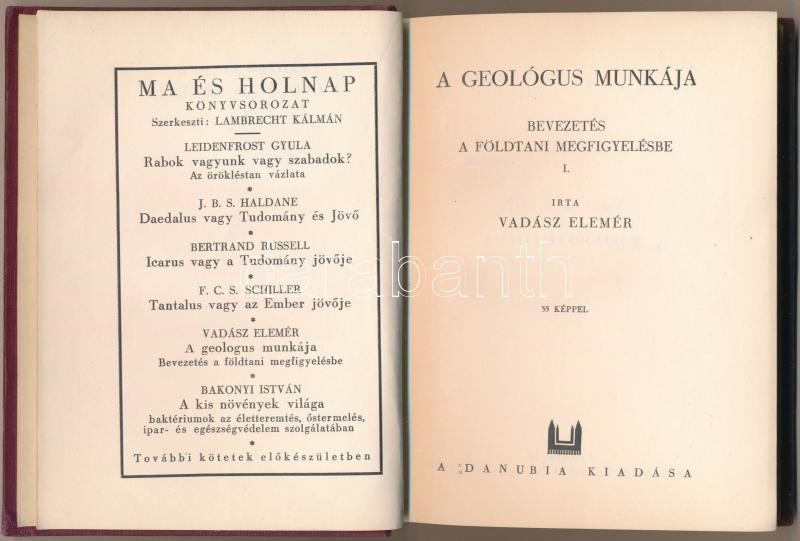 MA ÉS HOLNAP
KÖNYVSOROZAT
Szerkeszti: LAMBRECHT KÁLMÁN
LEIDENFROST GYULA
Rabok vagyunk vagy szabadok?
Az örökléstan vázlata
*
J. B. S. HALDANE
Daedalus vagy Tudomány és Jövő
*
BERTRAND RUSSELL
Icarus vagy a Tudomány jövője
*
F. C. S. SCHILLER
Tantalus vagy az Ember jövője
*
VADÁSZ ELEMÉR
A geologus munkája
Bevezetés a földtani megfigyelésbe
*
BAKONYI ISTVÁN
A kis növények világa
baktériumok az életteremtés, őstermelés,
ipar- és egészségvédelem szolgálatában
*
További kötetek előkészületben
A GEOLÓGUS MUNKÁJA
BEVEZETÉS
A FÖLDTANI MEGFIGYELÉSBE
I.
IRTA
VADÁSZ ELEMÉR
35 KÉPPEL
A DANUBIA KIADÁSA
darabanth